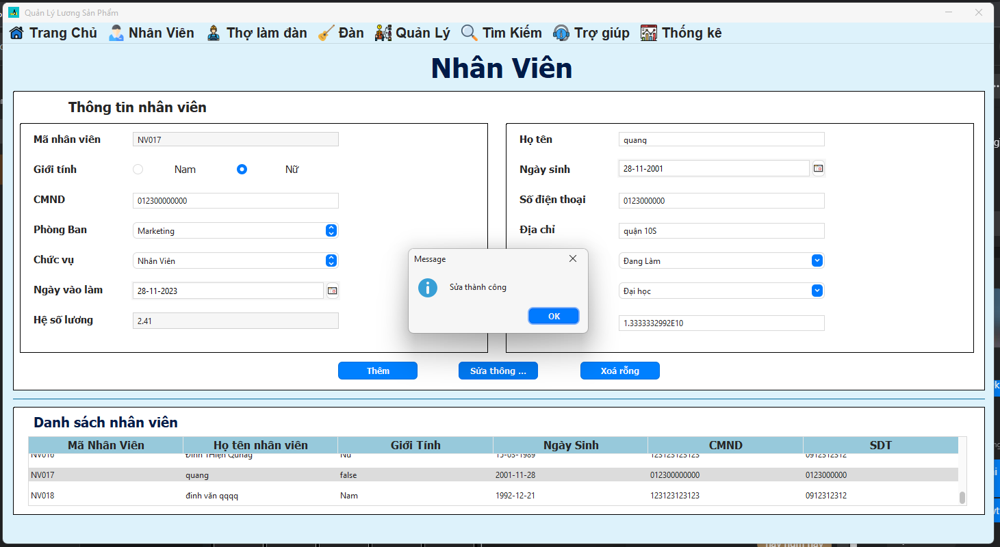 Quản Lý Lương Sản Phẩm
Trang Chủ Nhân Viên Thợ làm đàn Đàn Quản Lý Tìm Kiếm Trợ giúp Thống kê
Nhân Viên
Thông tin nhân viên
Mã nhân viên NV017
Giới tính Nam Nữ
CMND 012300000000
Phòng Ban Marketing
Chức vụ Nhân Viên
Ngày vào làm 28-11-2023
Hệ số lương 2.41
Họ tên quang
Ngày sinh 28-11-2001
Số điện thoại 0123000000
Địa chỉ quận 10S
Đang Làm
Đại học
1.3333332992E10
Message
Sửa thành công
OK
Thêm Sửa thông ... Xoá rỗng
Danh sách nhân viên
Mã Nhân Viên Họ tên nhân viên Giới Tính Ngày Sinh CMND SDT
NV016 Nữ 15-03-1989 123123123123 0912312312
NV017 quang false 2001-11-28 012300000000 0123000000
NV018 đinh văn qqqq Nam 1992-12-21 123123123123 0912312312